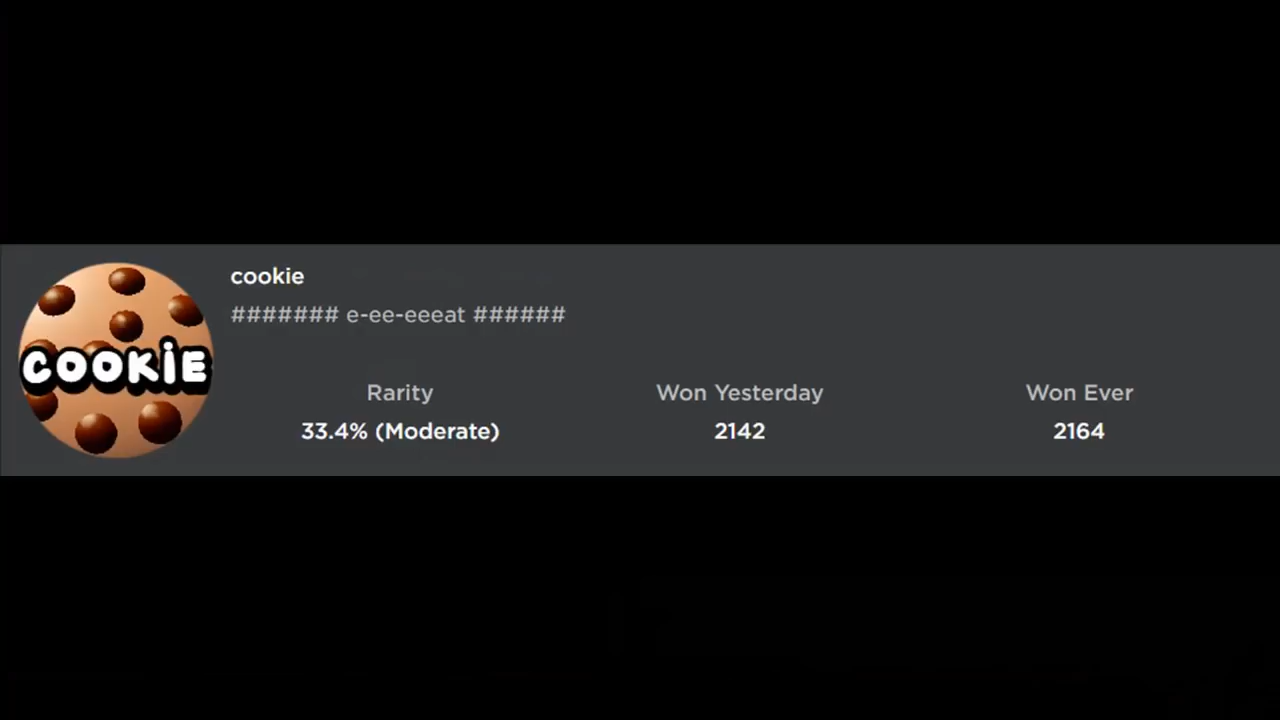 cookie
####### e-ee-eeeat ######
COOKiE
Rarity Won Yesterday Won Ever
33.4% (Moderate) 2142 2164